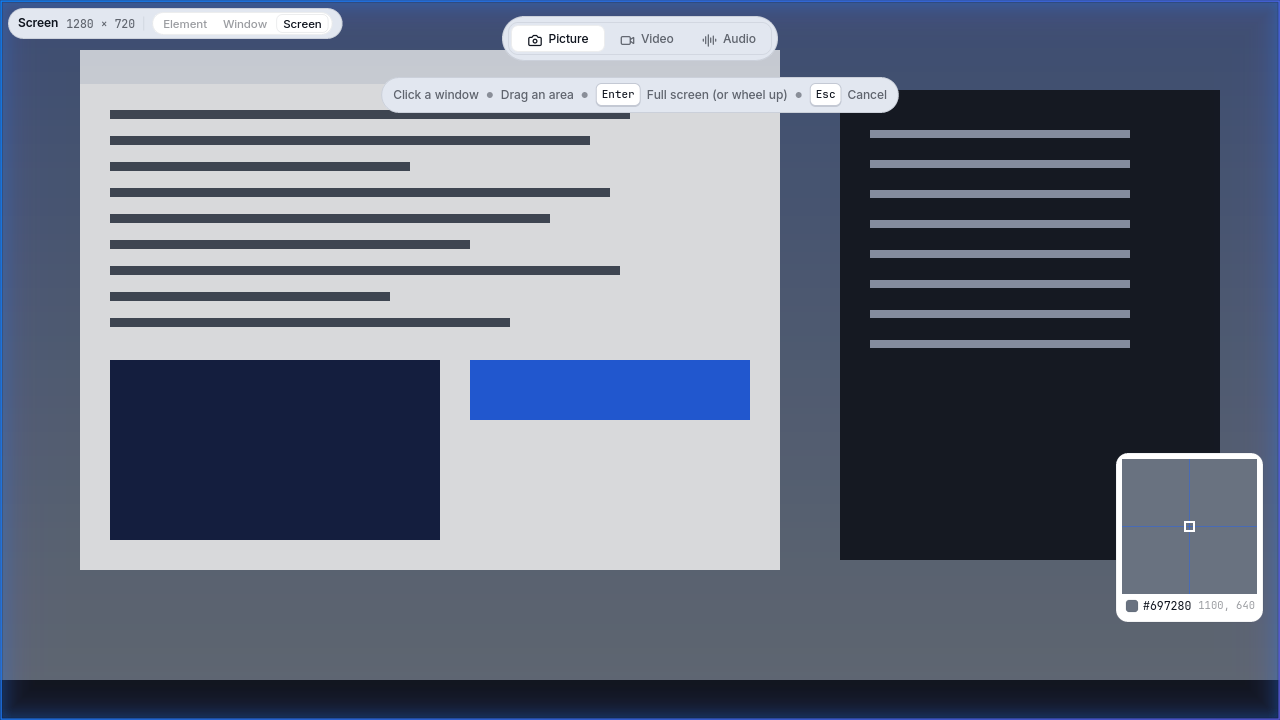 Screen 1280 × 720 Element Window Screen
Picture Video Audio
Click a window • Drag an area • Enter Full screen (or wheel up) • Esc Cancel
#697280 1100, 640